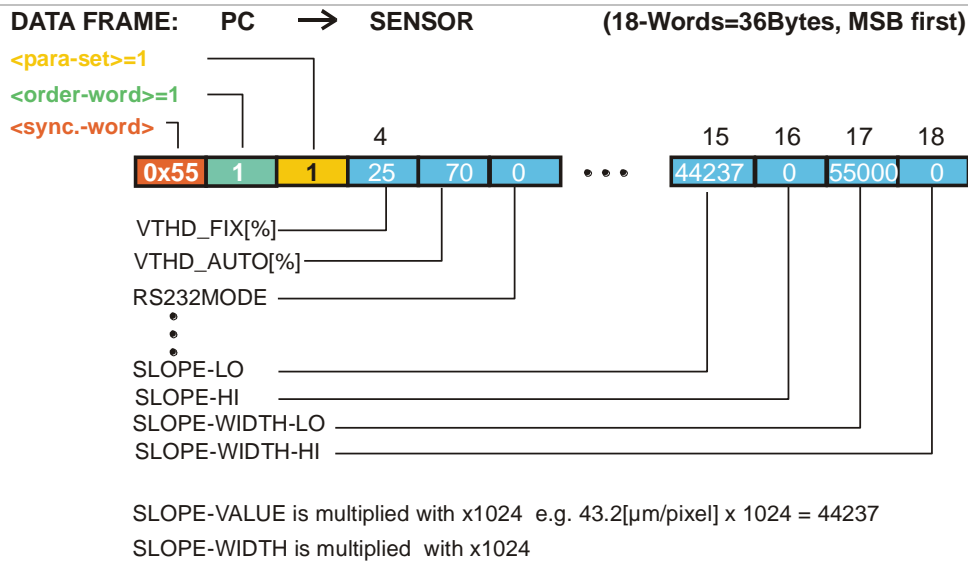 DATA FRAME: PC → SENSOR (18-Words=36Bytes, MSB first)
<para-set>=1
<order-word>=1
<sync.-word>
4 15 16 17 18
0x55 1 1 25 70 0 • • • 44237 0 55000 0
VTHD_FIX[%]
VTHD_AUTO[%]
RS232MODE
SLOPE-LO
SLOPE-HI
SLOPE-WIDTH-LO
SLOPE-WIDTH-HI
SLOPE-VALUE is multiplied with x1024 e.g. 43.2[µm/pixel] x 1024 = 44237
SLOPE-WIDTH is multiplied with x1024